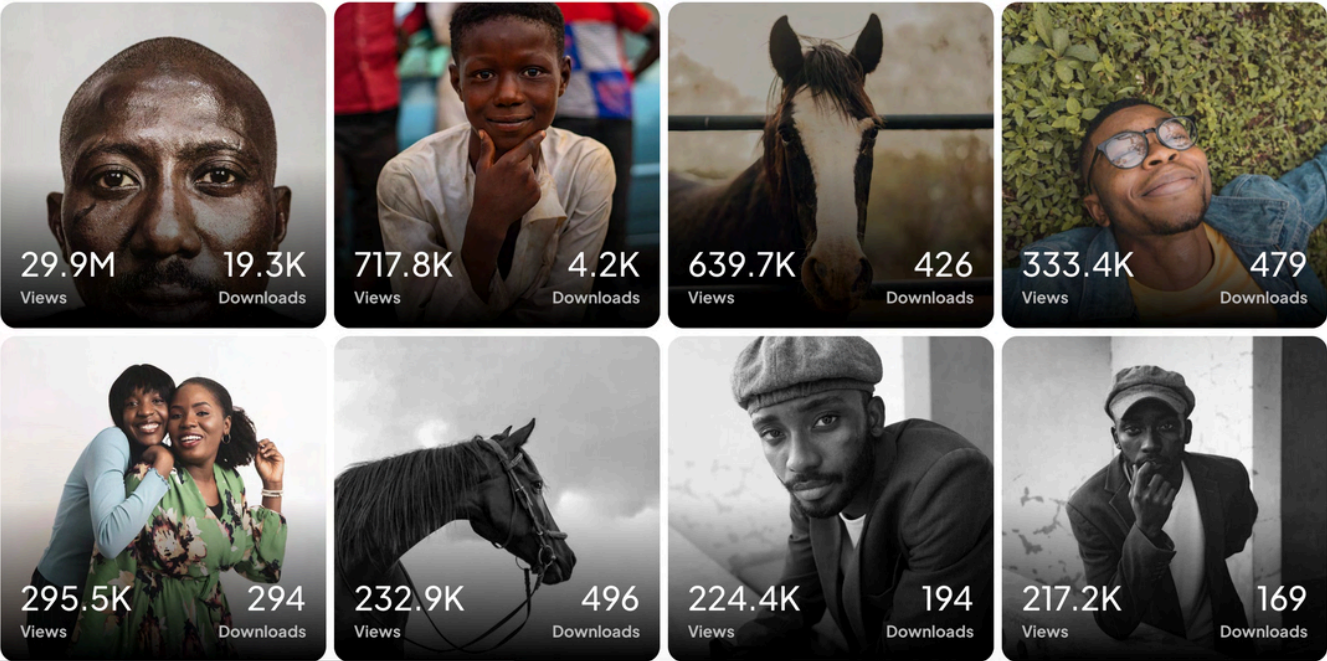 29.9M 19.3K
Views Downloads
717.8K 4.2K
Views Downloads
639.7K 426
Views Downloads
333.4K 479
Views Downloads
295.5K 294
Views Downloads
232.9K 496
Views Downloads
224.4K 194
Views Downloads
217.2K 169
Views Downloads